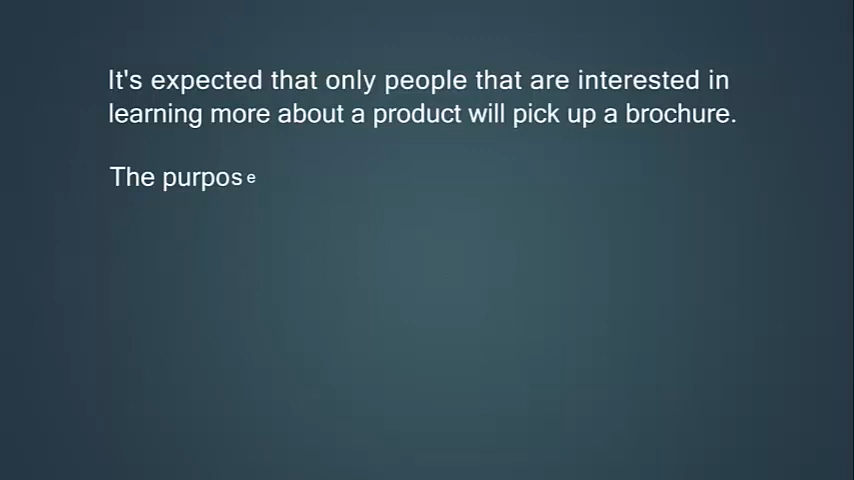 It's expected that only people that are interested in
learning more about a product will pick up a brochure.
The purpose